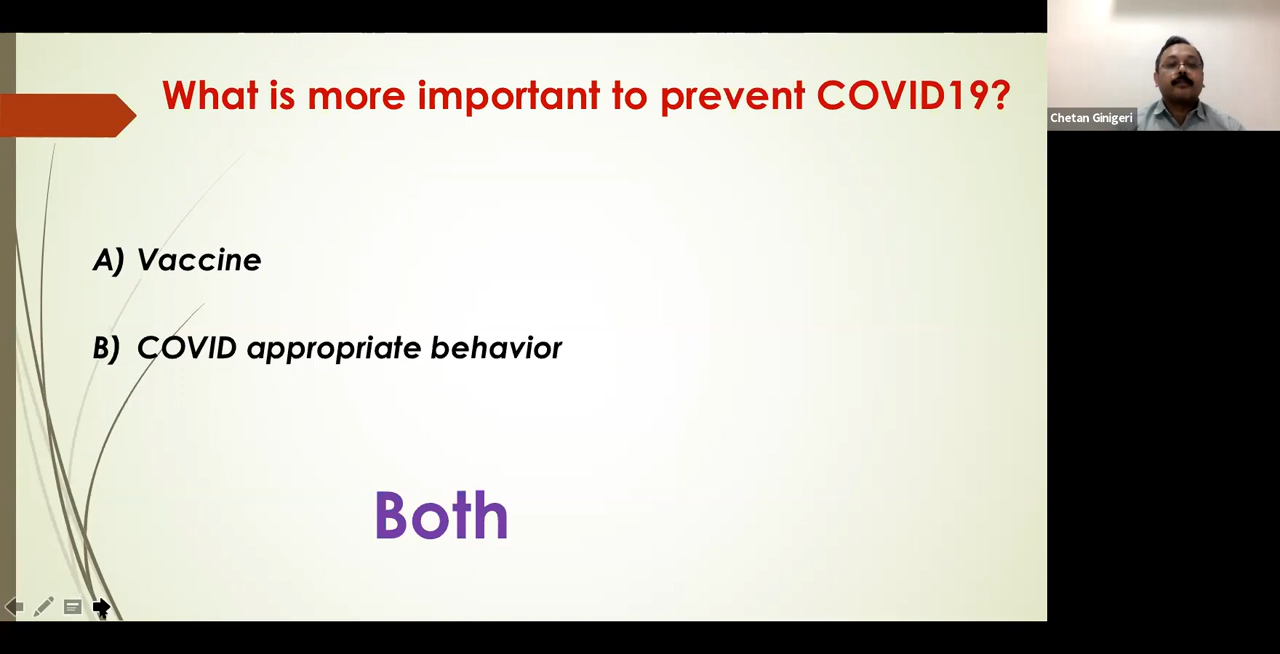 What is more important to prevent COVID19?
A) Vaccine
B) COVID appropriate behavior
Both
Chetan Ginigeri